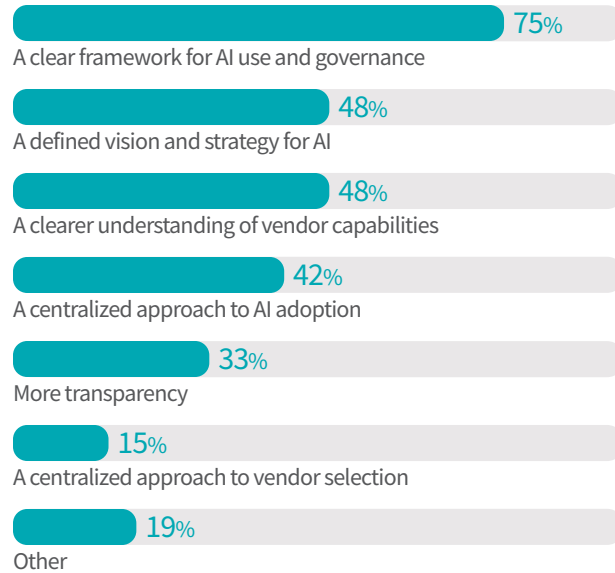 75%
A clear framework for AI use and governance
48%
A defined vision and strategy for AI
48%
A clearer understanding of vendor capabilities
42%
A centralized approach to AI adoption
33%
More transparency
15%
A centralized approach to vendor selection
19%
Other